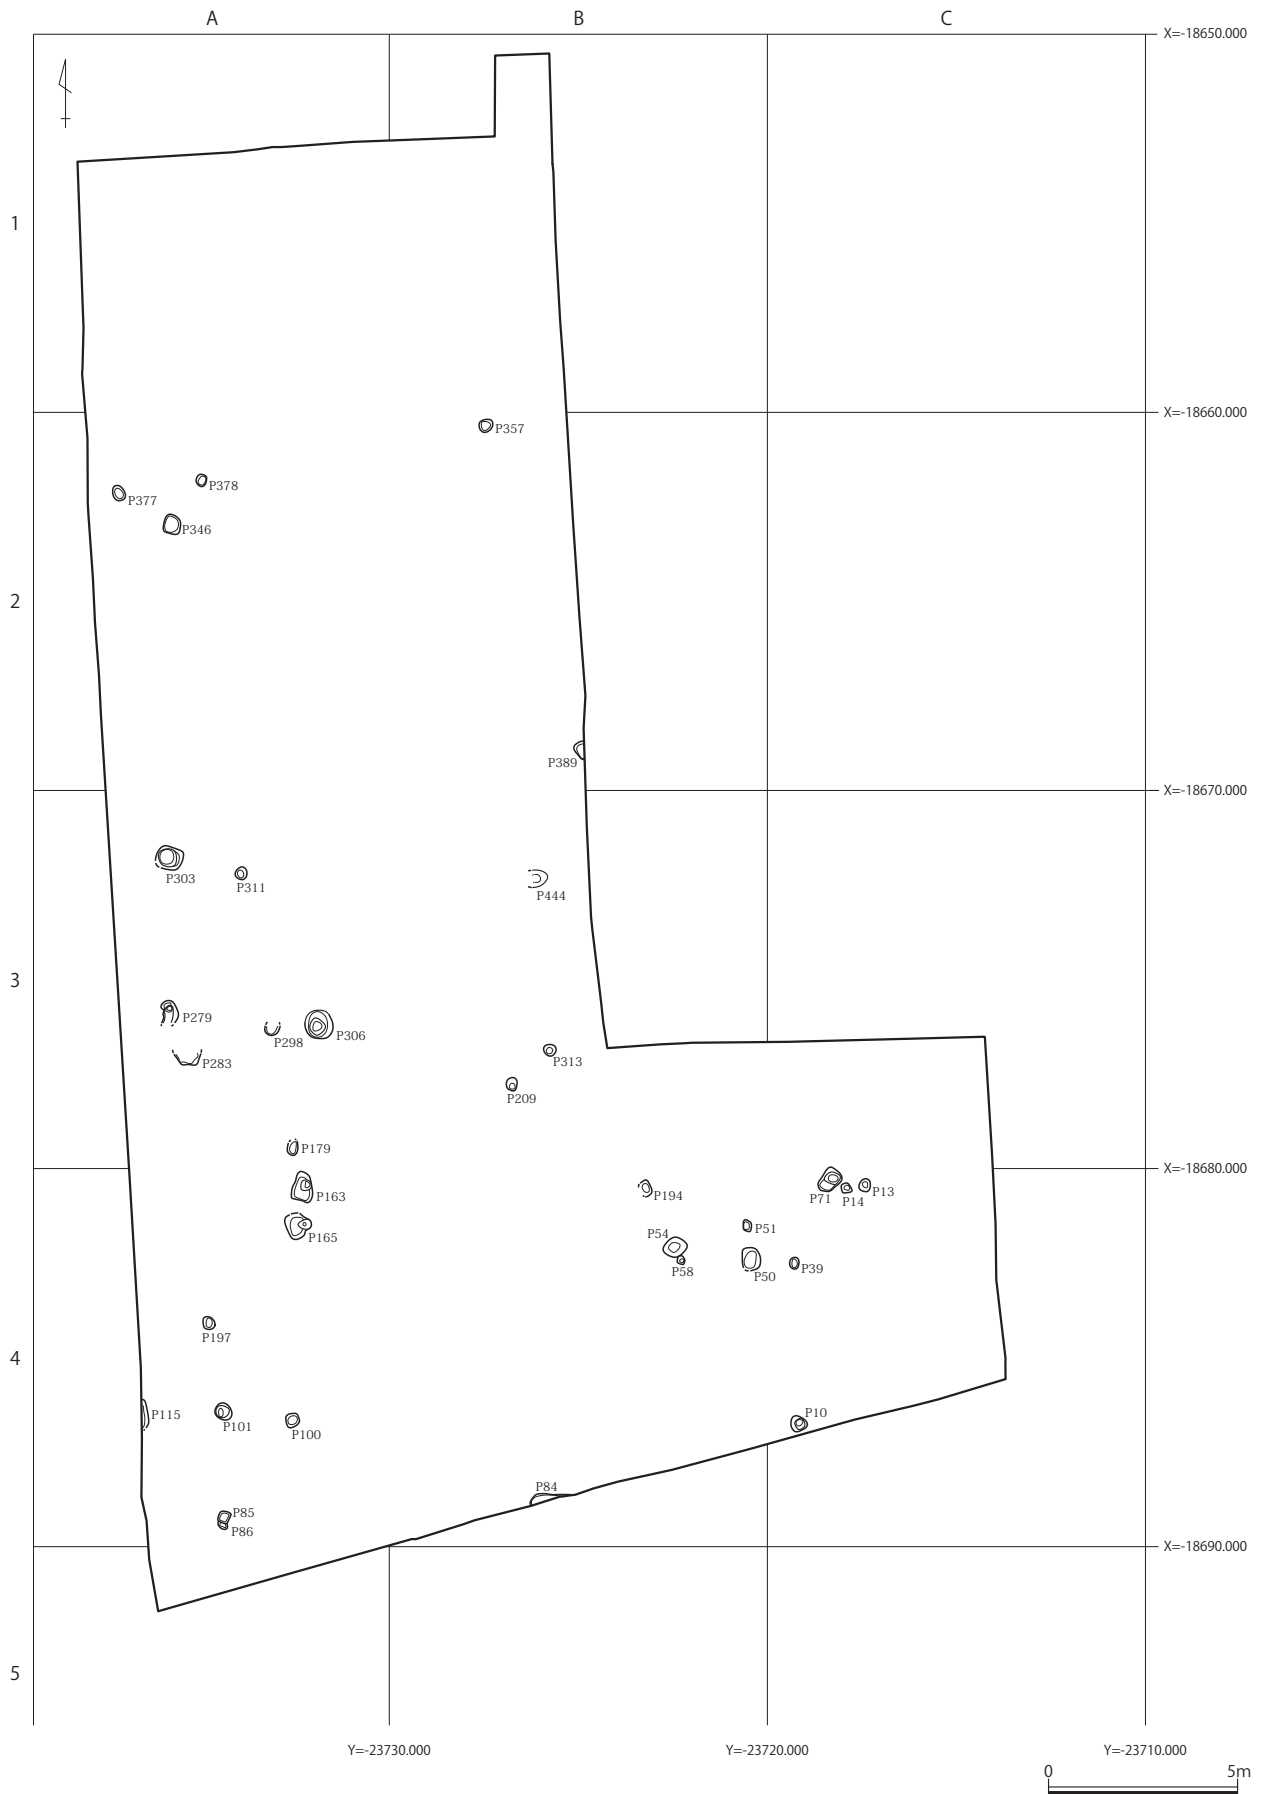 A B C
X=-18650.000
1
X=-18660.000
P357
P378
P377
P346
2
P389
X=-18670.000
P303
P311
P444
3
P279
P298
P306
P283
P313
P209
P179
X=-18680.000
P163
P194
P71
P14
P13
P165
P54
P51
P58
P50
P39
P197
4
P115
P101
P100
P10
P84
P85
P86
X=-18690.000
5
Y=-23730.000 Y=-23720.000 Y=-23710.000
0 5m